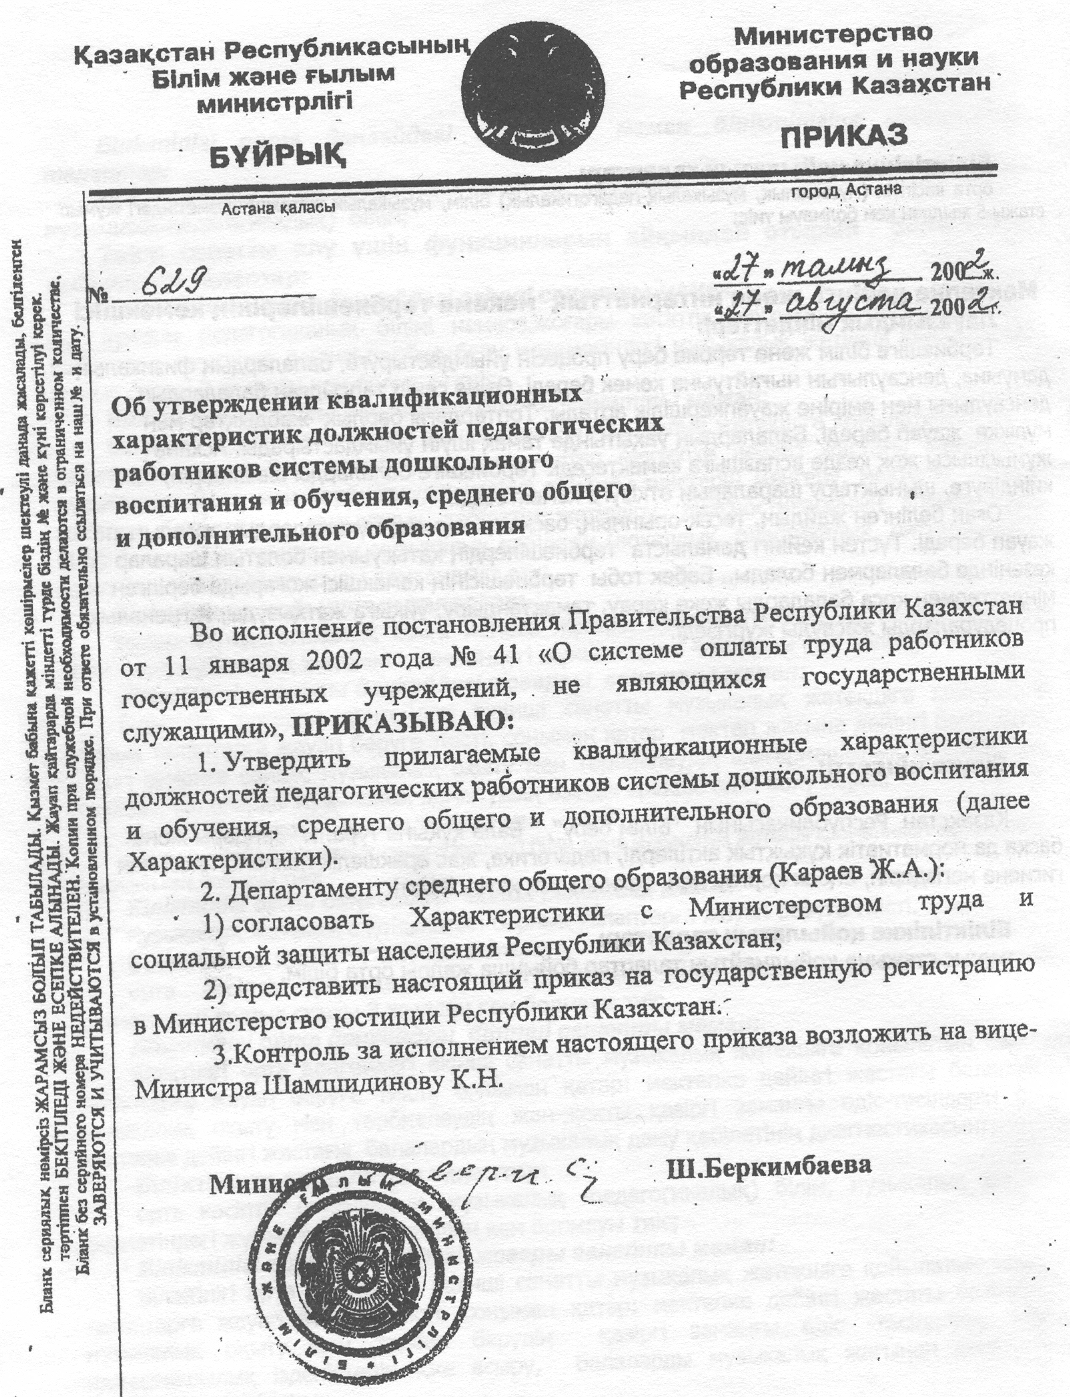 Қазақстан Республикасының
Білім және ғылым
министрлігі
БҰЙРЫҚ
Министерство
образования и науки
Республики Казахстан
ПРИКАЗ
Астана қаласы
город Астана
№ 629
«27» тамыз 2002ж.
«27» августа 2002г.
Об утверждении квалификационных
характеристик должностей педагогических
работников системы дошкольного
воспитания и обучения, среднего общего
и дополнительного образования
Во исполнение постановления Правительства Республики Казахстан
от 11 января 2002 года № 41 «О системе оплаты труда работников
государственных учреждений, не являющихся государственными
служащими», ПРИКАЗЫВАЮ:
1. Утвердить прилагаемые квалификационные характеристики
должностей педагогических работников системы дошкольного воспитания
и обучения, среднего общего и дополнительного образования (далее
Характеристики).
2. Департаменту среднего общего образования (Караев Ж.А.):
1) согласовать Характеристики с Министерством труда и
социальной защиты населения Республики Казахстан;
2) представить настоящий приказ на государственную регистрацию
в Министерство юстиции Республики Казахстан.
3.Контроль за исполнением настоящего приказа возложить на вице-
Министра Шамшидинову К.Н.
Министр Ш.Беркимбаева
БІЛІМ ЖӘНЕ ҒЫЛЫМ МИНИСТРЛІГІ
Бланк сериялық нөмірсіз ЖАРАМСЫЗ БОЛЫП ТАБЫЛАДЫ. Қызмет бабына қажетті көшірмелер шектеулі данада жасалады, белгіленген
тәртіппен БЕКІТІЛЕДІ ЖӘНЕ ЕСЕПКЕ АЛЫНАДЫ. Жауап қайтарарда міндетті түрде біздің № және күні көрсетілуі керек.
Бланк без серийного номера НЕДЕЙСТВИТЕЛЕН. Копии при служебной необходимости делаются в ограниченном количестве.
ЗАВЕРЯЮТСЯ И УЧИТЫВАЮТСЯ в установленном порядке. При ответе обязательно ссылаться на наш № и дату.